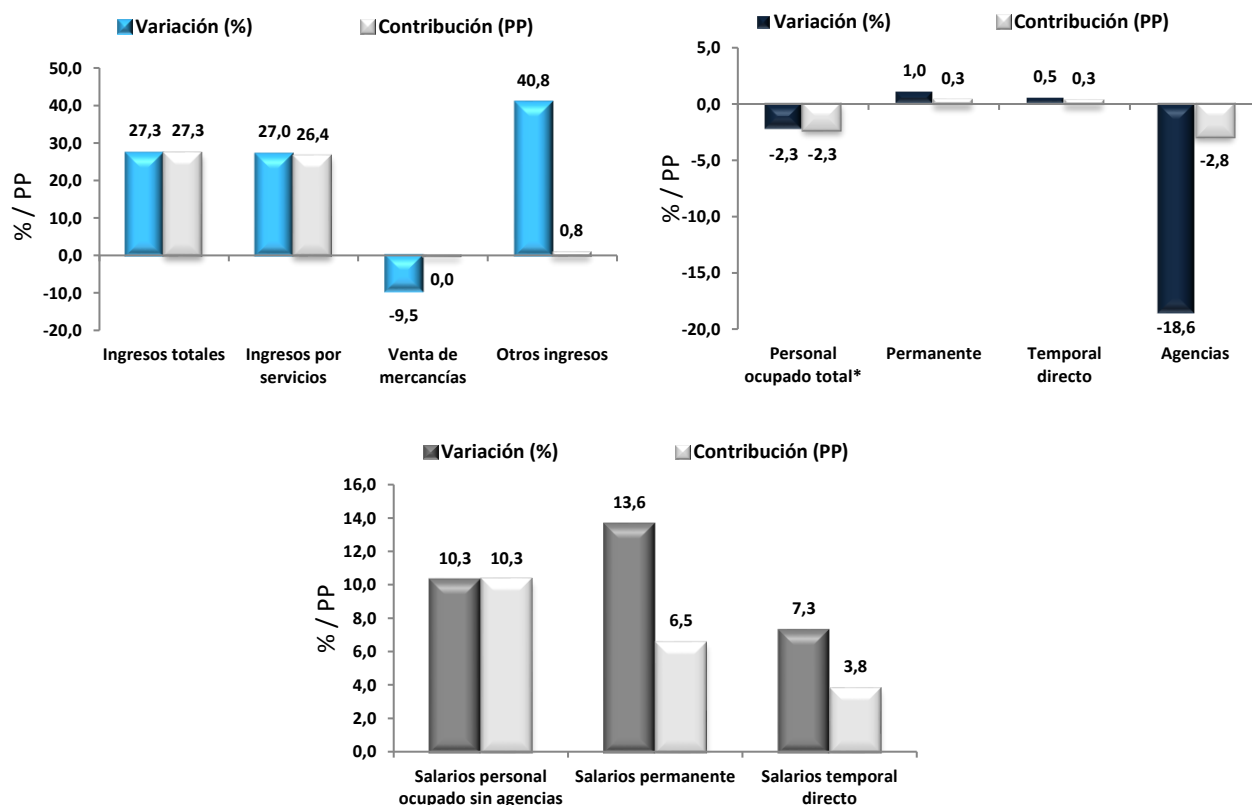 Variación (%) Contribución (PP)
% / PP
50,0
40,0
30,0
20,0
10,0
0,0
-10,0
-20,0
27,3 27,3
27,0 26,4
-9,5 0,0
40,8 0,8
Ingresos totales
Ingresos por
servicios
Venta de
mercancías
Otros ingresos
Variación (%) Contribución (PP)
% / PP
5,0
0,0
-5,0
-10,0
-15,0
-20,0
-2,3 -2,3
1,0 0,3
0,5 0,3
-18,6 -2,8
Personal
ocupado total*
Permanente
Temporal
directo
Agencias
Variación (%) Contribución (PP)
% / PP
16,0
14,0
12,0
10,0
8,0
6,0
4,0
2,0
0,0
10,3 10,3
13,6 6,5
7,3 3,8
Salarios personal
ocupado sin agencias
Salarios permanente
Salarios temporal
directo